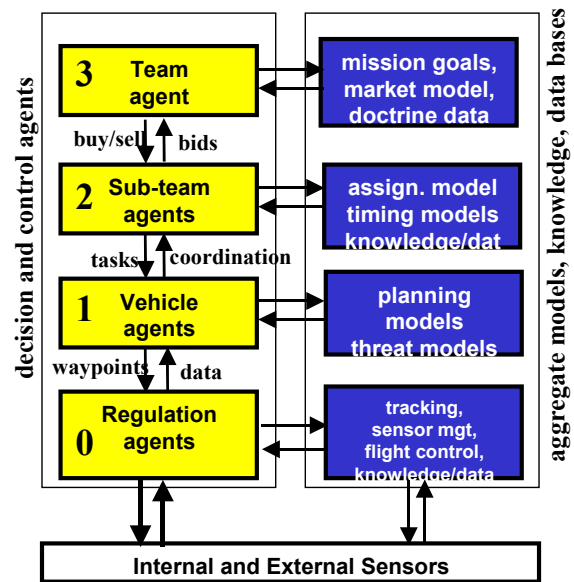 decision and control agents
3 Team
agent
mission goals,
market model,
doctrine data
buy/sell
bids
2 Sub-team
agents
assign. model
timing models
knowledge/dat
tasks
coordination
1 Vehicle
agents
planning
models
threat models
waypoints
data
0 Regulation
agents
tracking,
sensor mgt,
flight control,
knowledge/data
aggregate models, knowledge, data bases
Internal and External Sensors